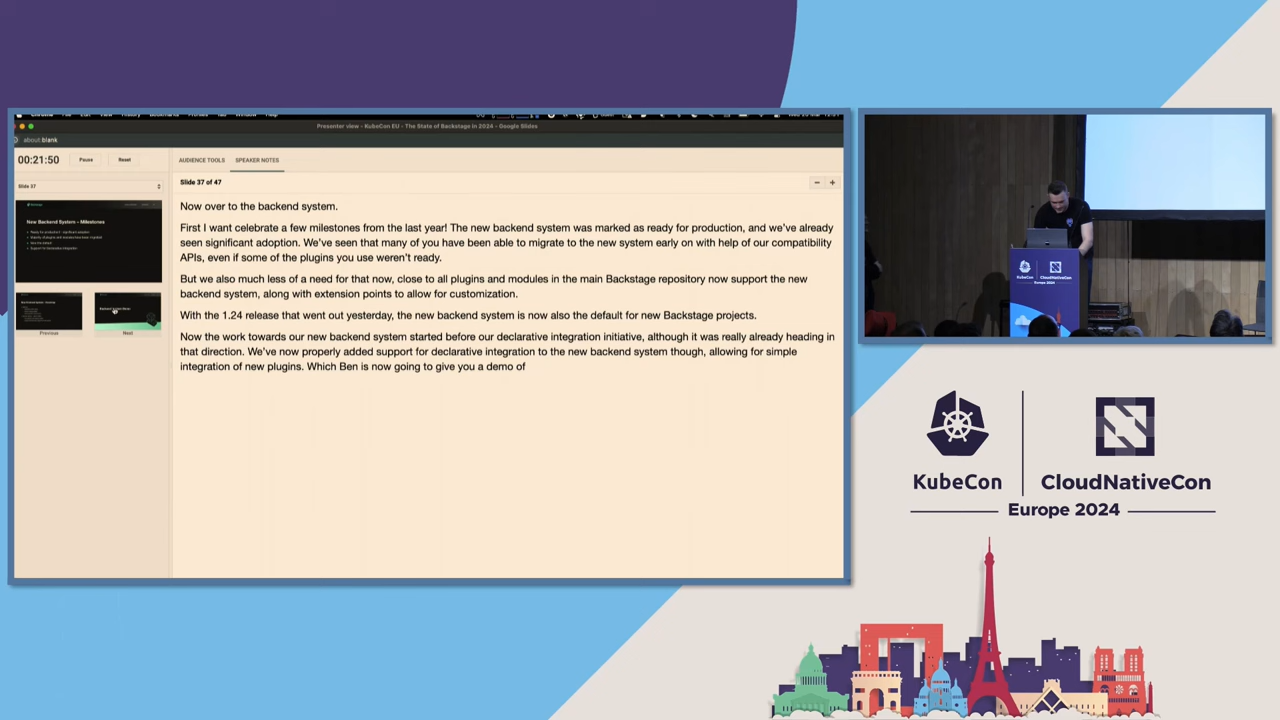 Presenter view - KubeCon EU - The State of Backstage in 2024 - Google Slides
about:blank
00:21:50
Pause
Reset
AUDIENCE TOOLS
SPEAKER NOTES
Slide 37
Slide 37 of 47
New Backend System - Milestones
Previous
Next
Now over to the backend system.
First I want celebrate a few milestones from the last year! The new backend system was marked as ready for production, and we've already
seen significant adoption. We've seen that many of you have been able to migrate to the new system early on with help of our compatibility
APIs, even if some of the plugins you use weren't ready.
But we also much less of a need for that now, close to all plugins and modules in the main Backstage repository now support the new
backend system, along with extension points to allow for customization.
With the 1.24 release that went out yesterday, the new backend system is now also the default for new Backstage projects.
Now the work towards our new backend system started before our declarative integration initiative, although it was really already heading in
that direction. We've now properly added support for declarative integration to the new backend system though, allowing for simple
integration of new plugins. Which Ben is now going to give you a demo of
KubeCon
CloudNativeCon
Europe 2024
KubeCon
CloudNativeCon
Europe 2024